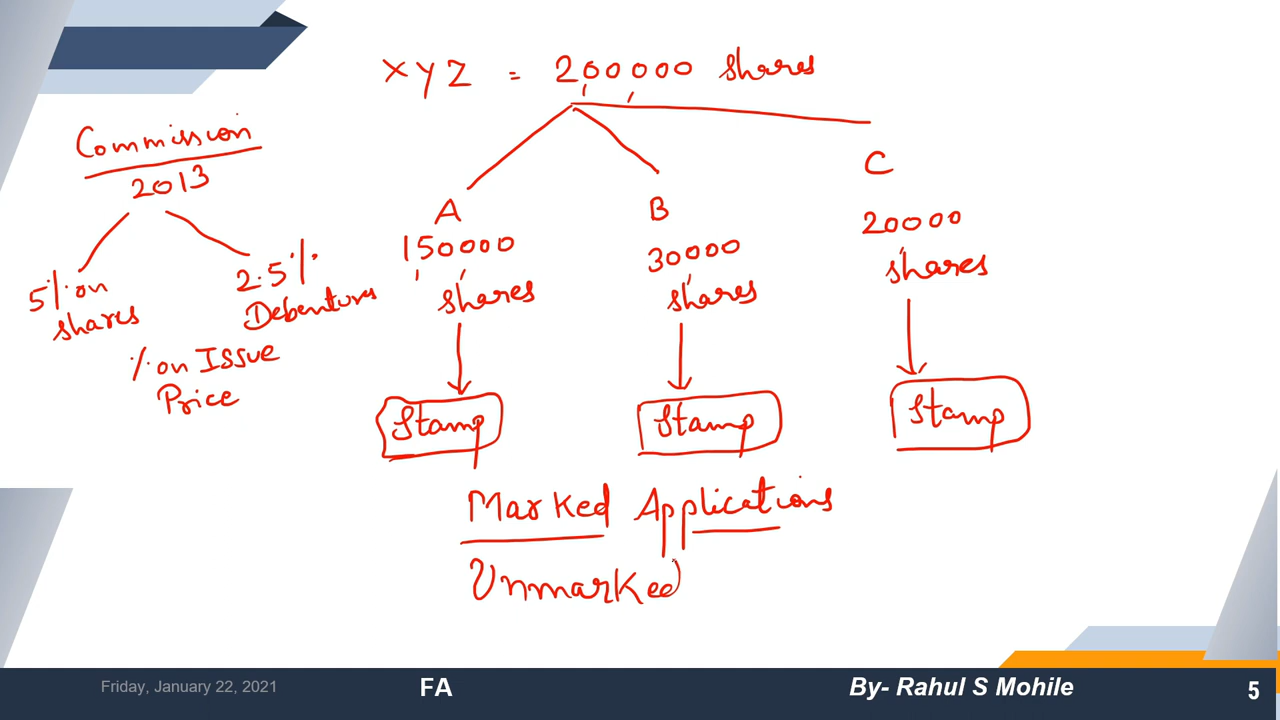 XYZ = 200000 shares
Commission
2013
5% on shares
2.5% Debentures
% on Issue Price
A
150000
shares
Stamp
B
30000
shares
Stamp
C
20000
shares
Stamp
Marked Applications
Unmarked
Friday, January 22, 2021
FA
By- Rahul S Mohile
5